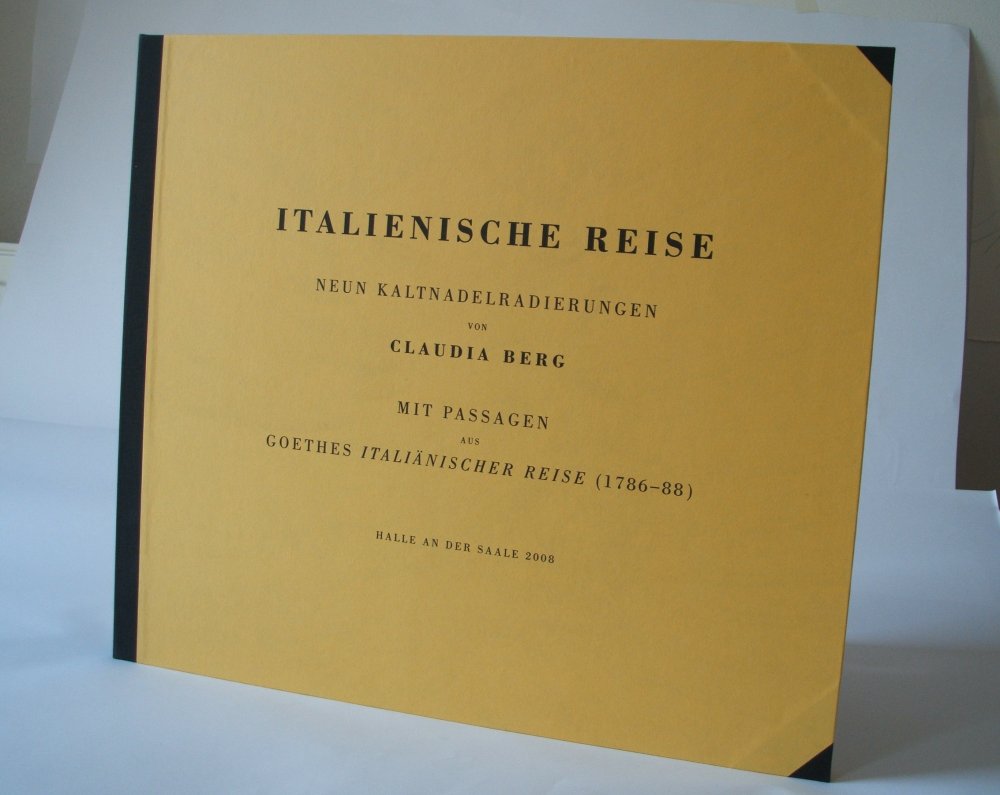 ITALIENISCHE REISE
NEUN KALTNADELRADIERUNGEN
VON
CLAUDIA BERG
MIT PASSAGEN
AUS
GOETHES ITALIÄNISCHER REISE (1786–88)
HALLE AN DER SAALE 2008